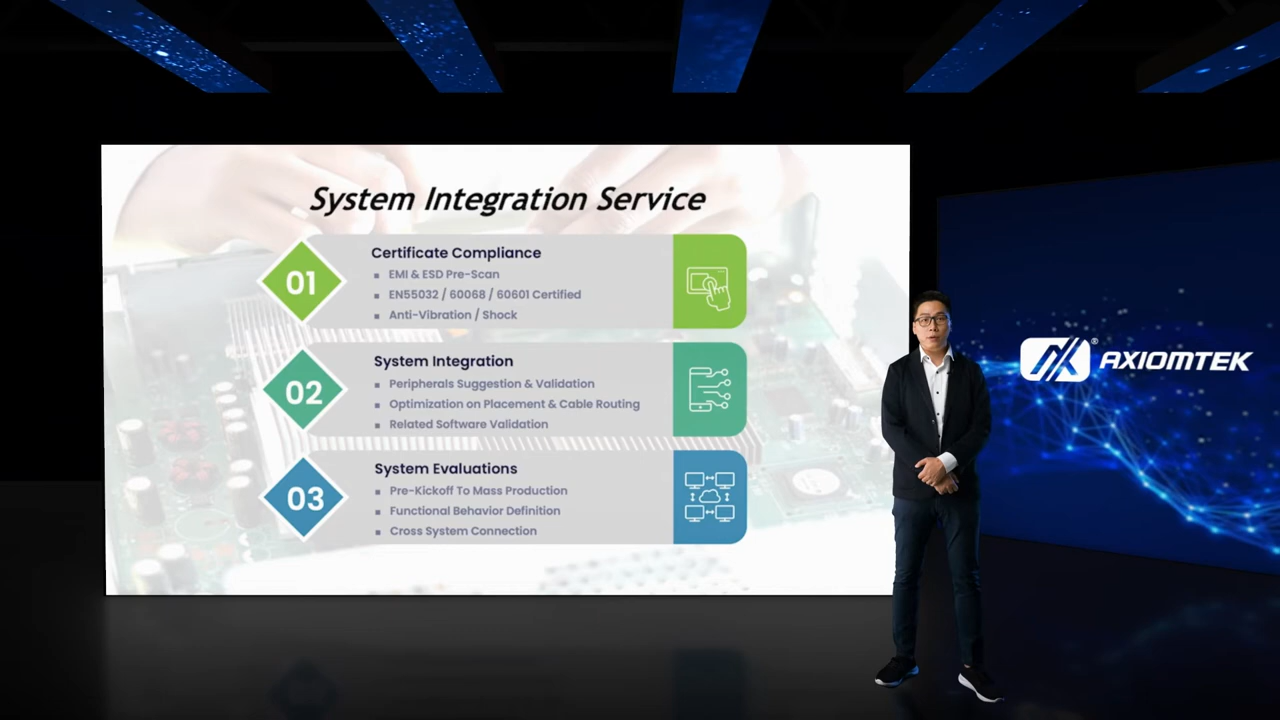 System Integration Service
01
Certificate Compliance
▪ EMI & ESD Pre-Scan
▪ EN55032 / 60068 / 60601 Certified
▪ Anti-Vibration / Shock
02
System Integration
▪ Peripherals Suggestion & Validation
▪ Optimization on Placement & Cable Routing
▪ Related Software Validation
03
System Evaluations
▪ Pre-Kickoff To Mass Production
▪ Functional Behavior Definition
▪ Cross System Connection
AXIOMTEK
®